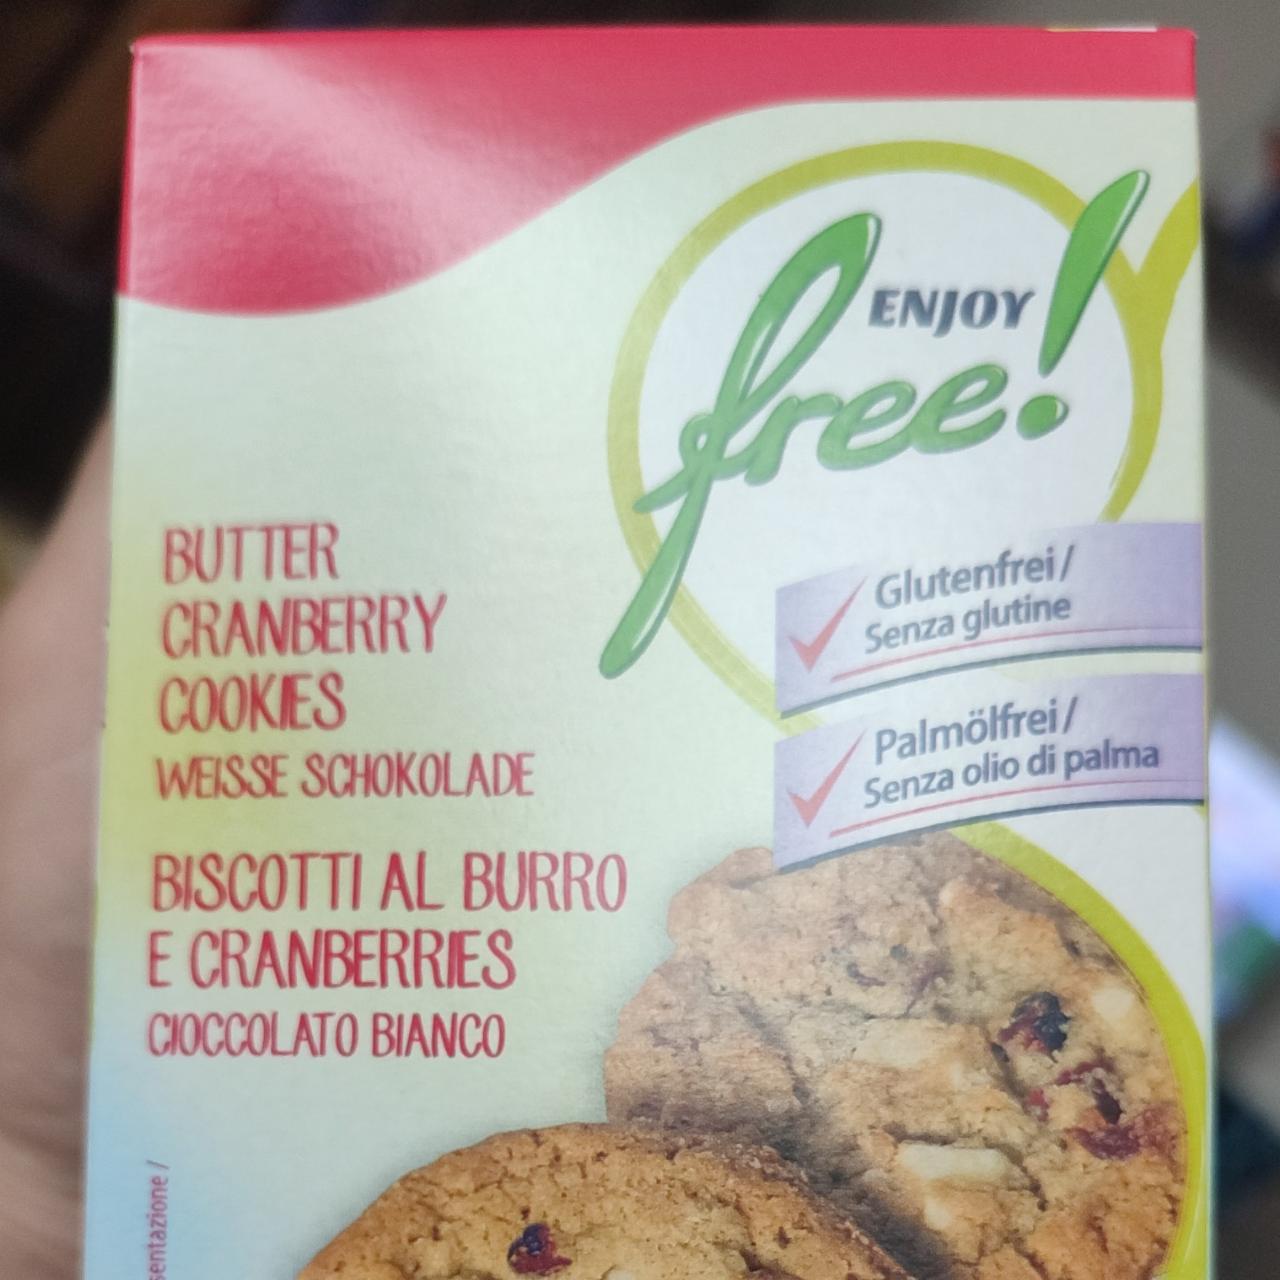 ENJOY
free!
Glutenfrei/
Senza glutine
Palmölfrei/
Senza olio di palma
BUTTER
CRANBERRY
COOKIES
WEISSE SCHOKOLADE
BISCOTTI AL BURRO
E CRANBERRIES
CIOCCOLATO BIANCO